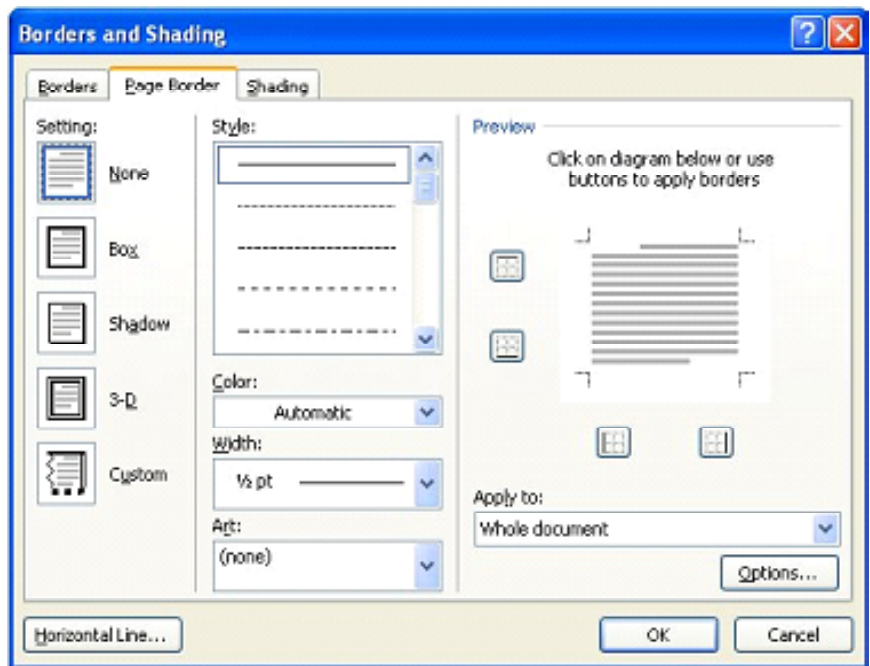 Borders and Shading
Borders Page Border Shading
Setting:
None
Box
Shadow
3-D
Custom
Style:
Color:
Automatic
Width:
½ pt
Art:
(none)
Preview
Click on diagram below or use
buttons to apply borders
Apply to:
Whole document
Options...
Horizontal Line...
OK
Cancel